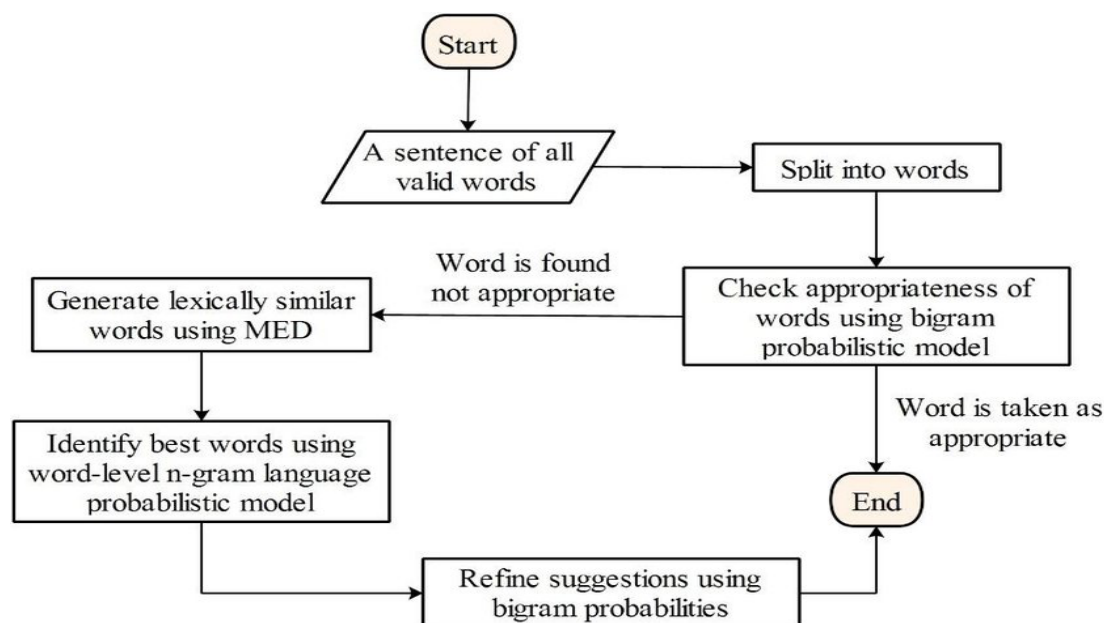 Start
A sentence of all
valid words
Split into words
Word is found
not appropriate
Check appropriateness of
words using bigram
probabilistic model
Generate lexically similar
words using MED
Word is taken as
appropriate
Identify best words using
word-level n-gram language
probabilistic model
End
Refine suggestions using
bigram probabilities